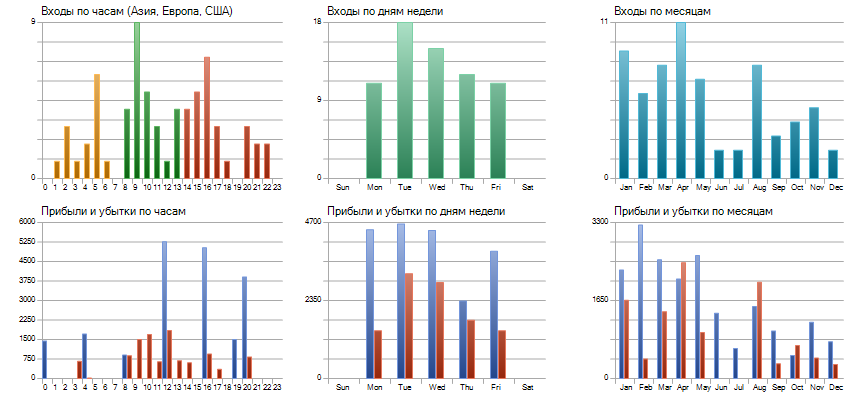 Входы по часам (Азия, Европа, США)
9
0
0 1 2 3 4 5 6 7 8 9 10 11 12 13 14 15 16 17 18 19 20 21 22 23
Входы по дням недели
18
9
0
Sun Mon Tue Wed Thu Fri Sat
Входы по месяцам
11
0
Jan Feb Mar Apr May Jun Jul Aug Sep Oct Nov Dec
Прибыли и убытки по часам
6000
5250
4500
3750
3000
2250
1500
750
0
0 1 2 3 4 5 6 7 8 9 10 11 12 13 14 15 16 17 18 19 20 21 22 23
Прибыли и убытки по дням недели
4700
2350
0
Sun Mon Tue Wed Thu Fri Sat
Прибыли и убытки по месяцам
3300
1650
0
Jan Feb Mar Apr May Jun Jul Aug Sep Oct Nov Dec